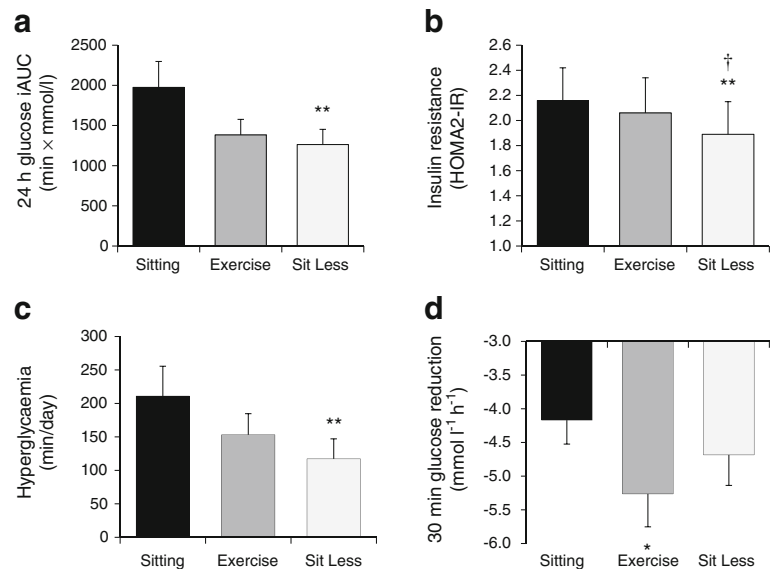 a
24 h glucose iAUC
(min × mmol/l)
2500
2000
1500
1000
500
0
**
Sitting Exercise Sit Less
b
Insulin resistance
(HOMA2-IR)
2.6
2.4
2.2
2.0
1.8
1.6
1.4
1.2
1.0
†
**
Sitting Exercise Sit Less
c
Hyperglycaemia
(min/day)
300
250
200
150
100
50
0
**
Sitting Exercise Sit Less
d
30 min glucose reduction
(mmol l⁻¹ h⁻¹)
-3.0
-3.5
-4.0
-4.5
-5.0
-5.5
-6.0
*
Sitting Exercise Sit Less